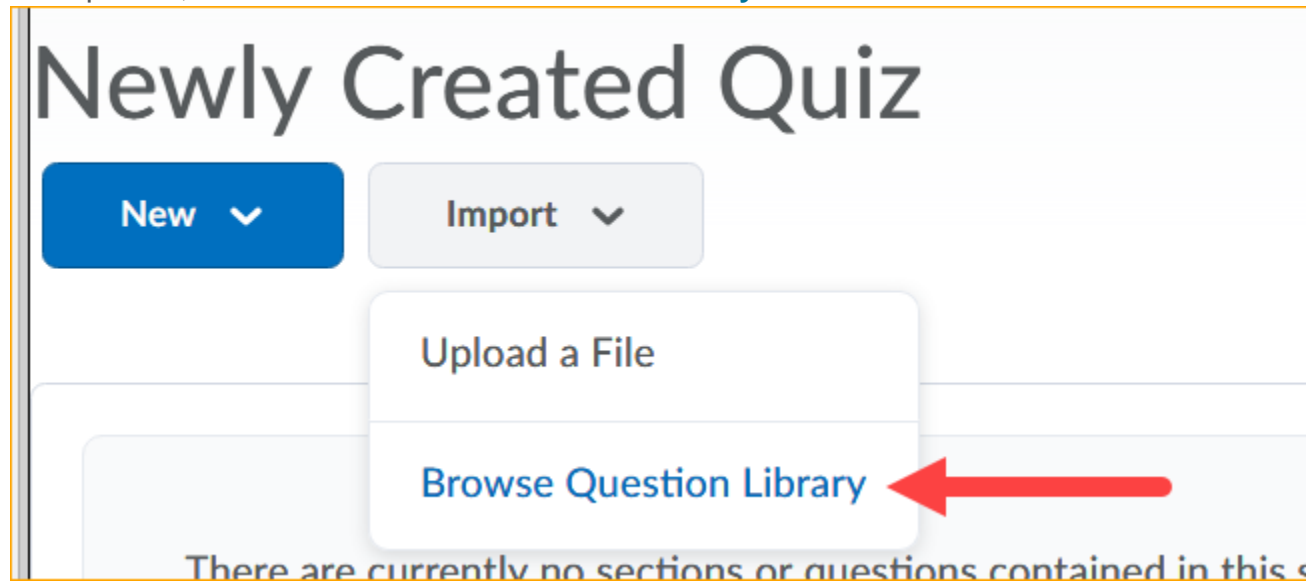 Newly Created Quiz
New
Import
Upload a File
Browse Question Library
There are currently no sections or questions contained in this